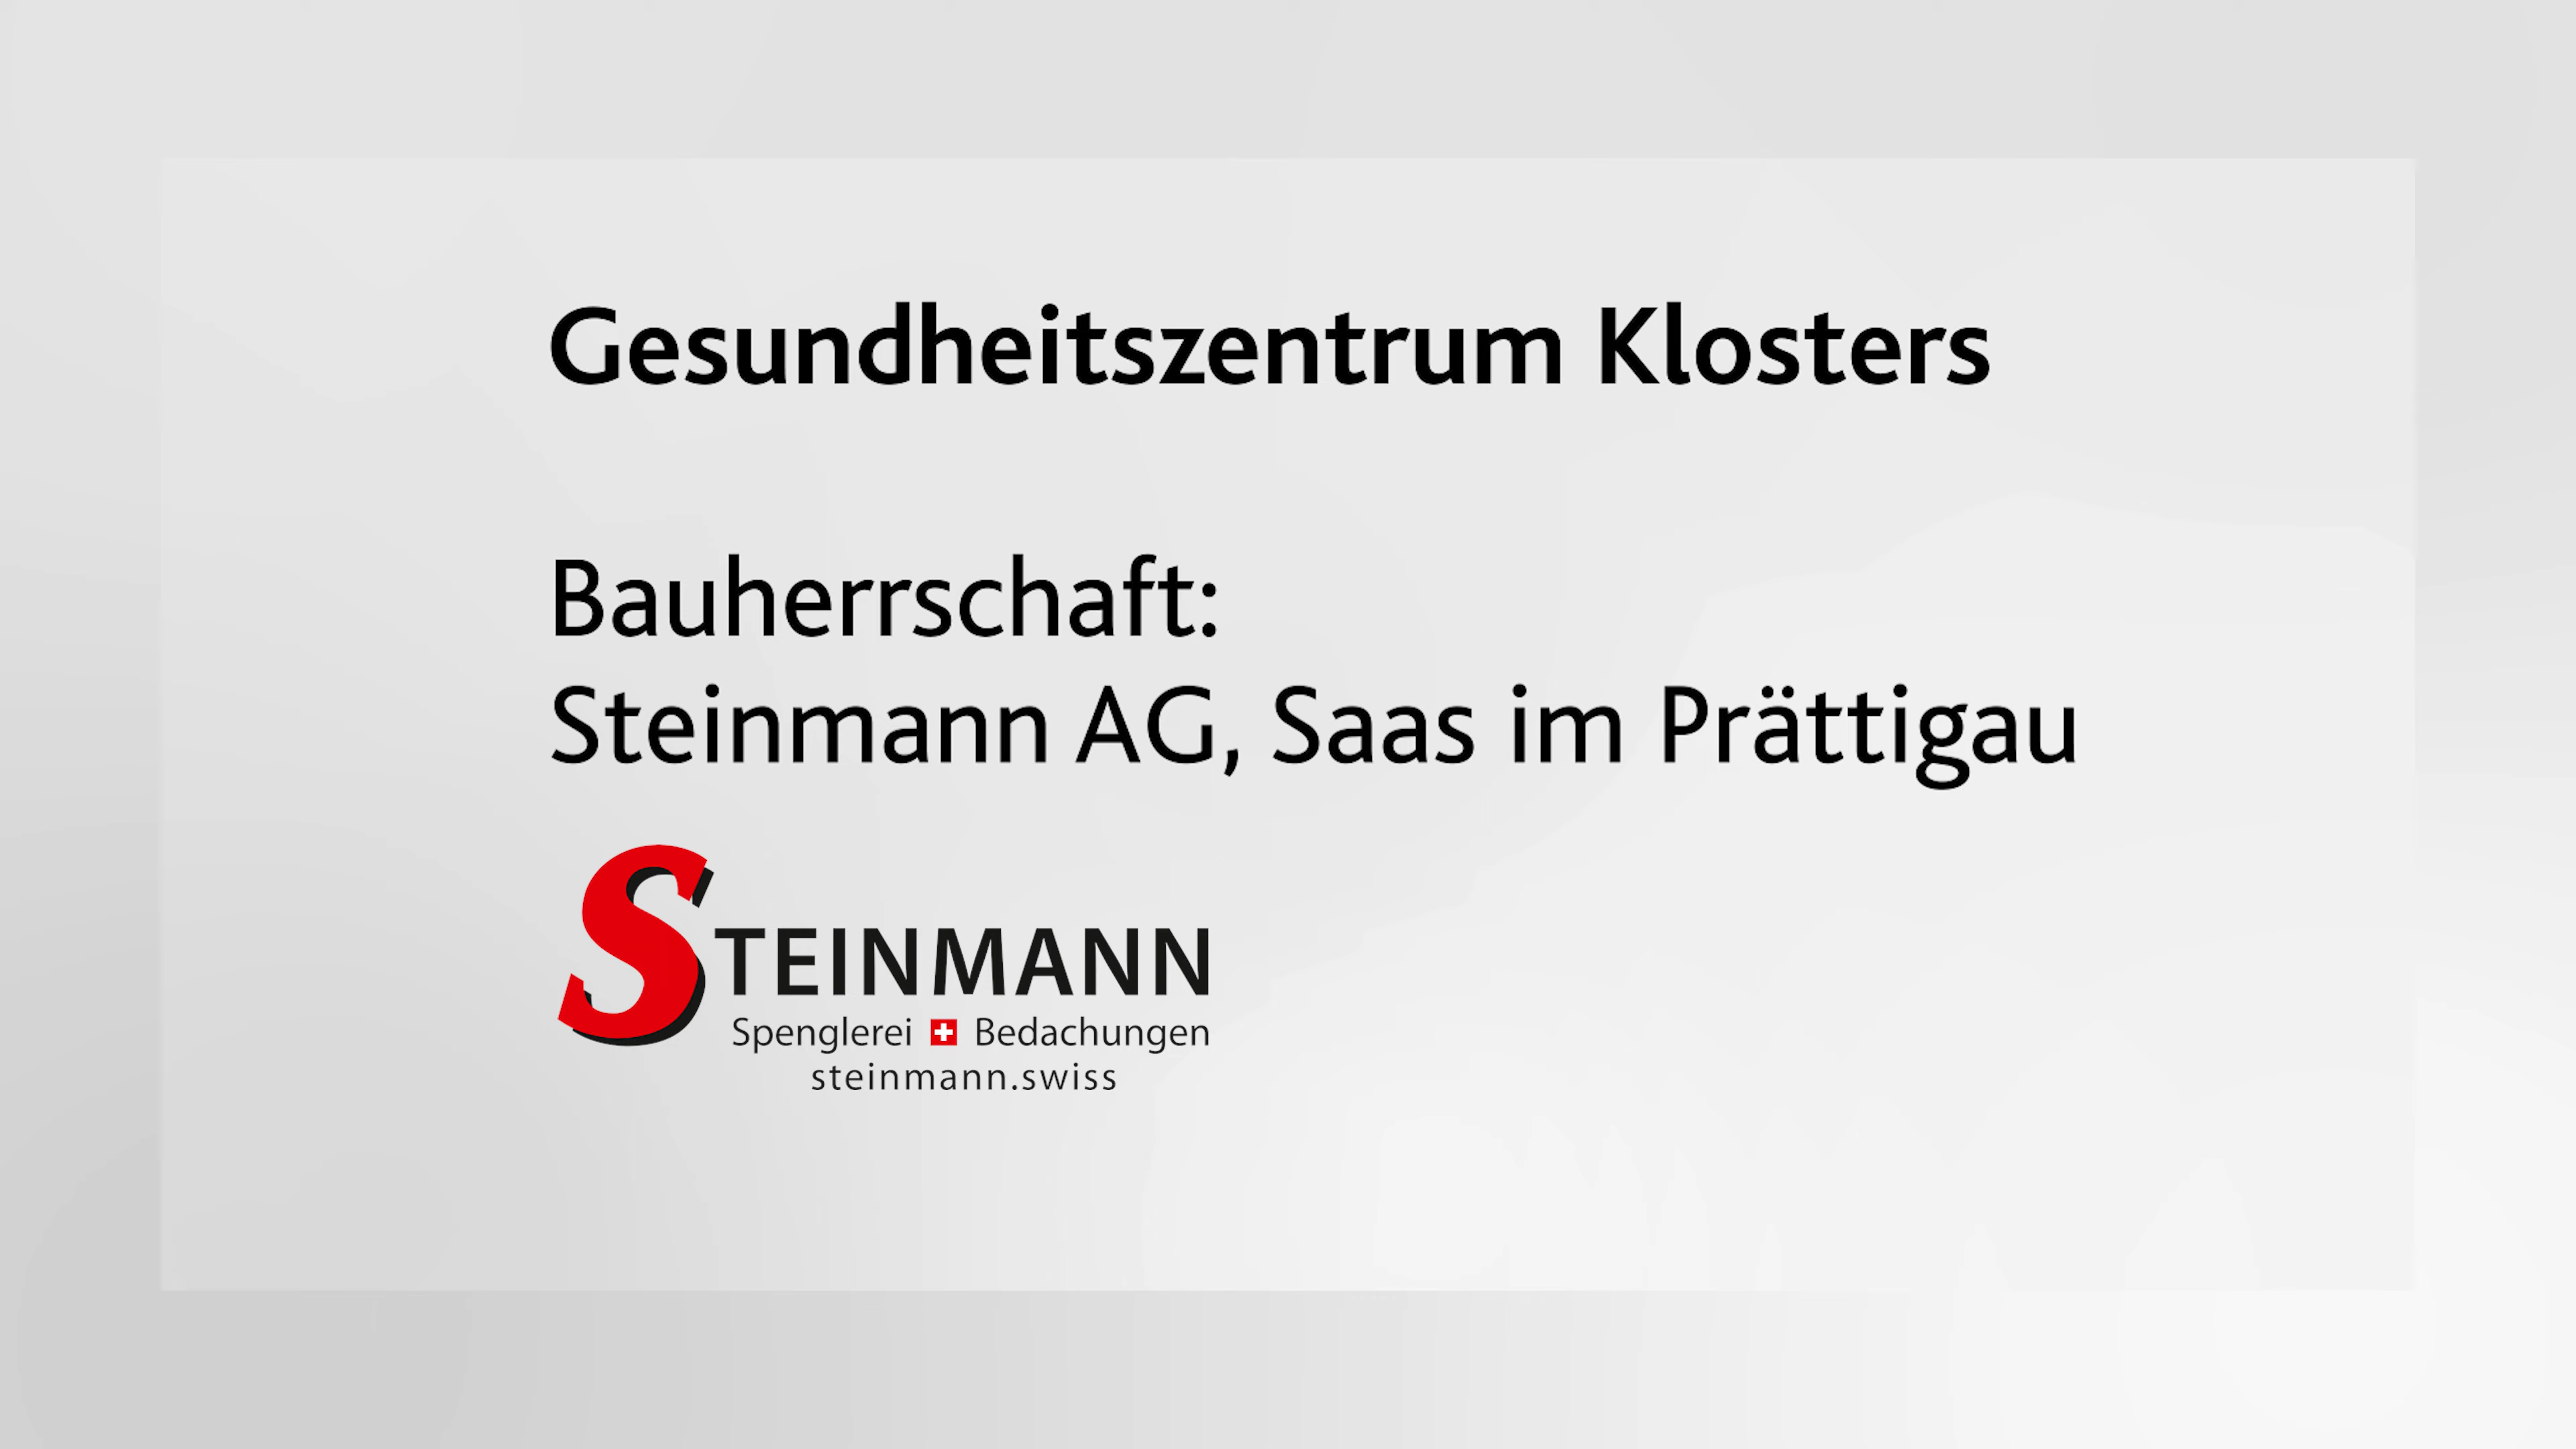 Gesundheitszentrum Klosters
Bauherrschaft:
Steinmann AG, Saas im Prättigau
STEINMANN
Spenglerei Bedachungen
steinmann.swiss